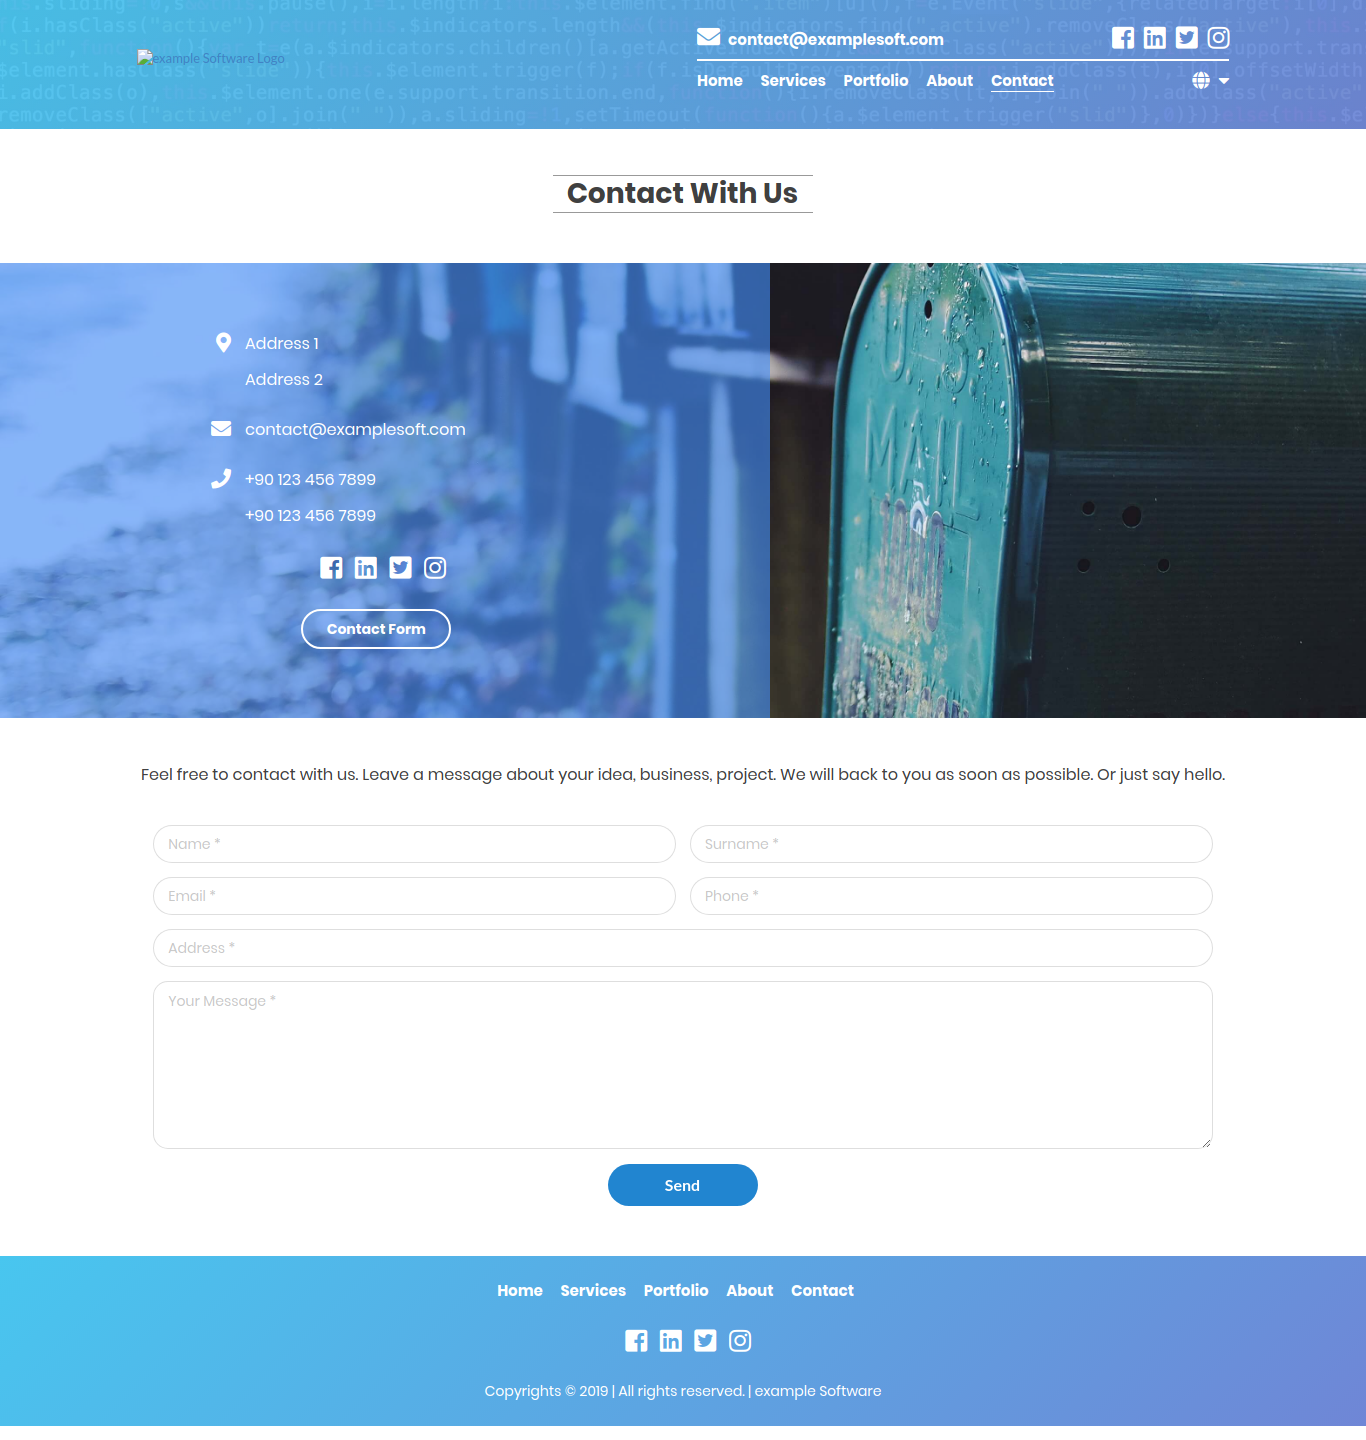 contact@examplesoft.com
example Software Logo
Home Services Portfolio About Contact
Contact With Us
Address 1
Address 2
contact@examplesoft.com
+90 123 456 7899
+90 123 456 7899
Contact Form
U.S.
MAIL
Feel free to contact with us. Leave a message about your idea, business, project. We will back to you as soon as possible. Or just say hello.
Name * Surname *
Email * Phone *
Address *
Your Message *
Send
Home Services Portfolio About Contact
Copyrights © 2019 | All rights reserved. | example Software